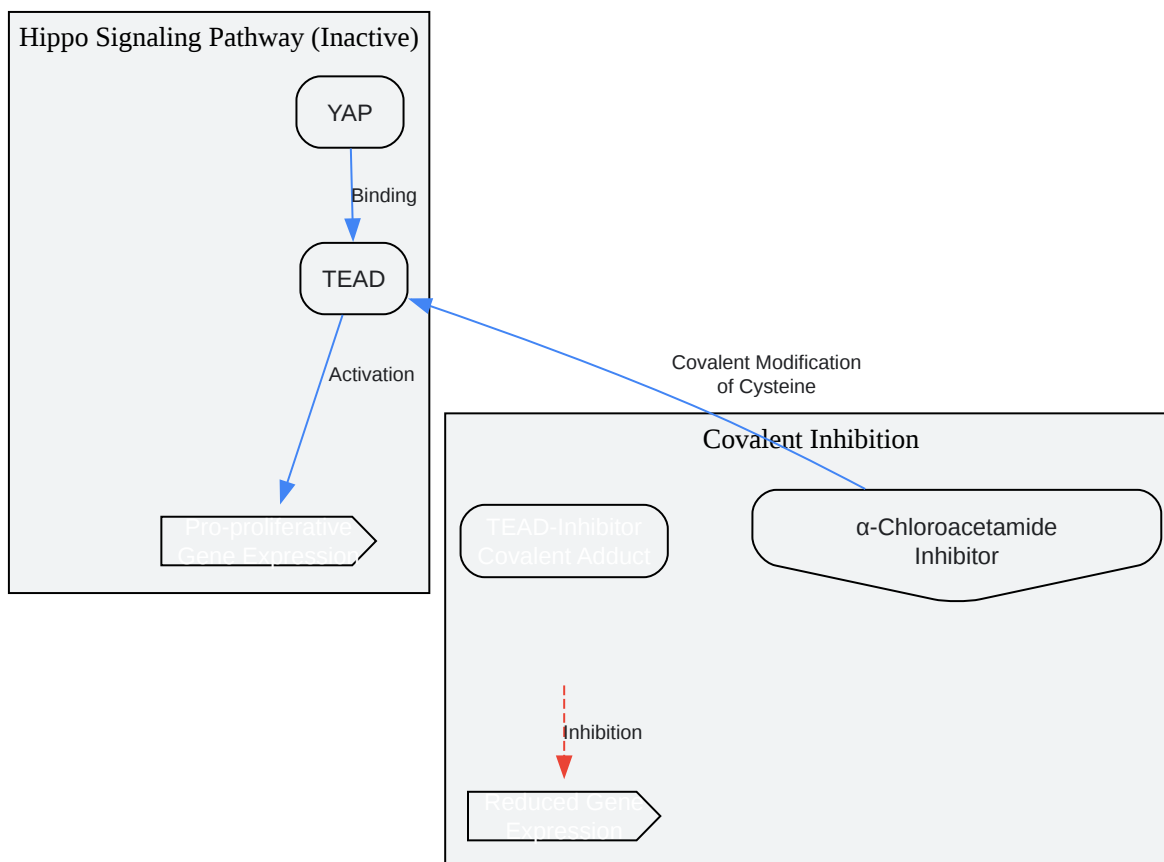 Hippo Signaling Pathway (Inactive)
YAP
Binding
TEAD
Activation
Pro-proliferative
Gene Expression
Covalent Modification
of Cysteine
Covalent Inhibition
TEAD-Inhibitor
Covalent Adduct
α-Chloroacetamide
Inhibitor
Inhibition
Reduced Gene
Expression